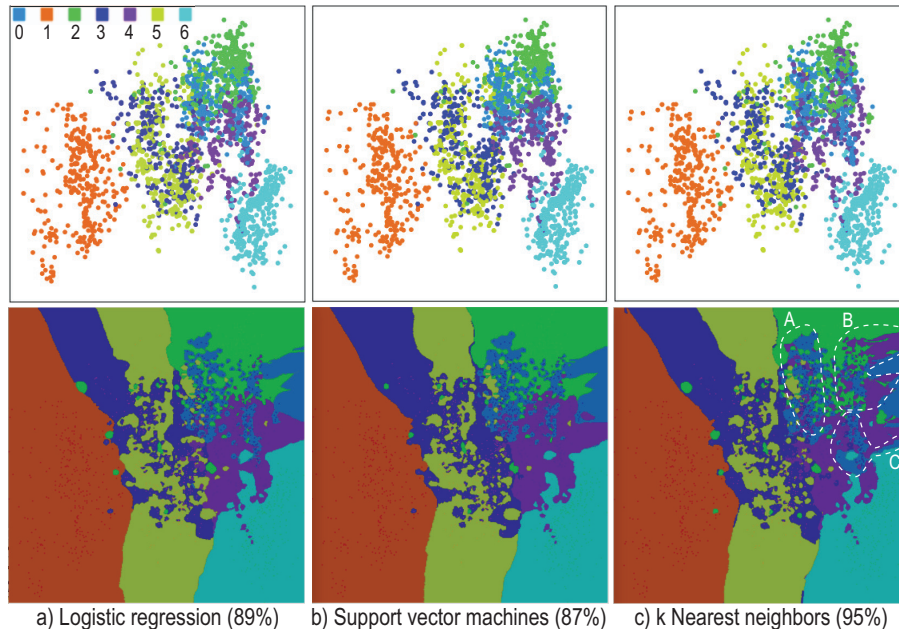 0 1 2 3 4 5 6
A
B
C
a) Logistic regression (89%)
b) Support vector machines (87%)
c) k Nearest neighbors (95%)